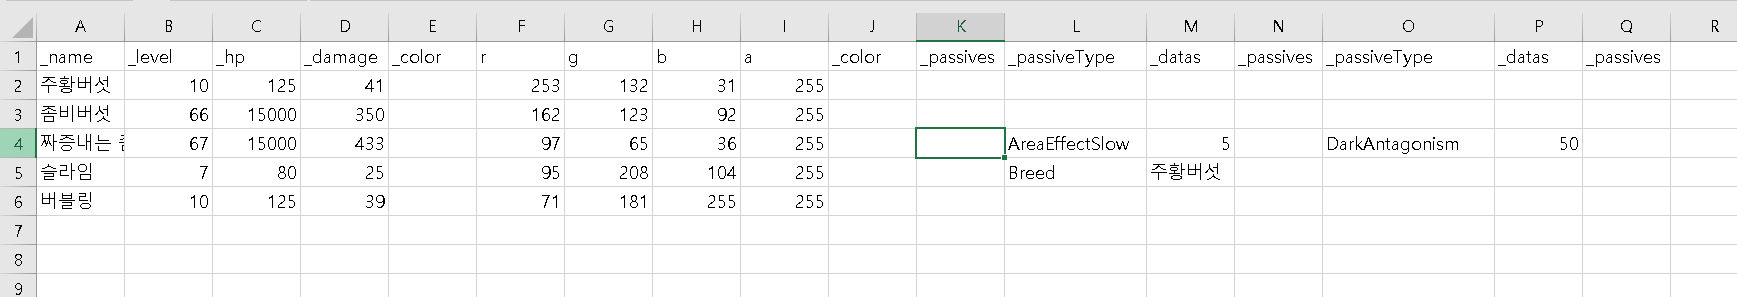 A B C D E F G H I J K L M N O P Q R
1 _name _level _hp _damage _color r g b a _color _passives _passiveType _datas _passives _passiveType _datas _passives
2 주황버섯 10 125 41 253 132 31 255
3 좀비버섯 66 15000 350 162 123 92 255
4 짜증내는 67 15000 433 97 65 36 255 AreaEffectSlow 5 DarkAntagonism 50
5 슬라임 7 80 25 95 208 104 255 Breed 주황버섯
6 버블링 10 125 39 71 181 255 255
7
8
9